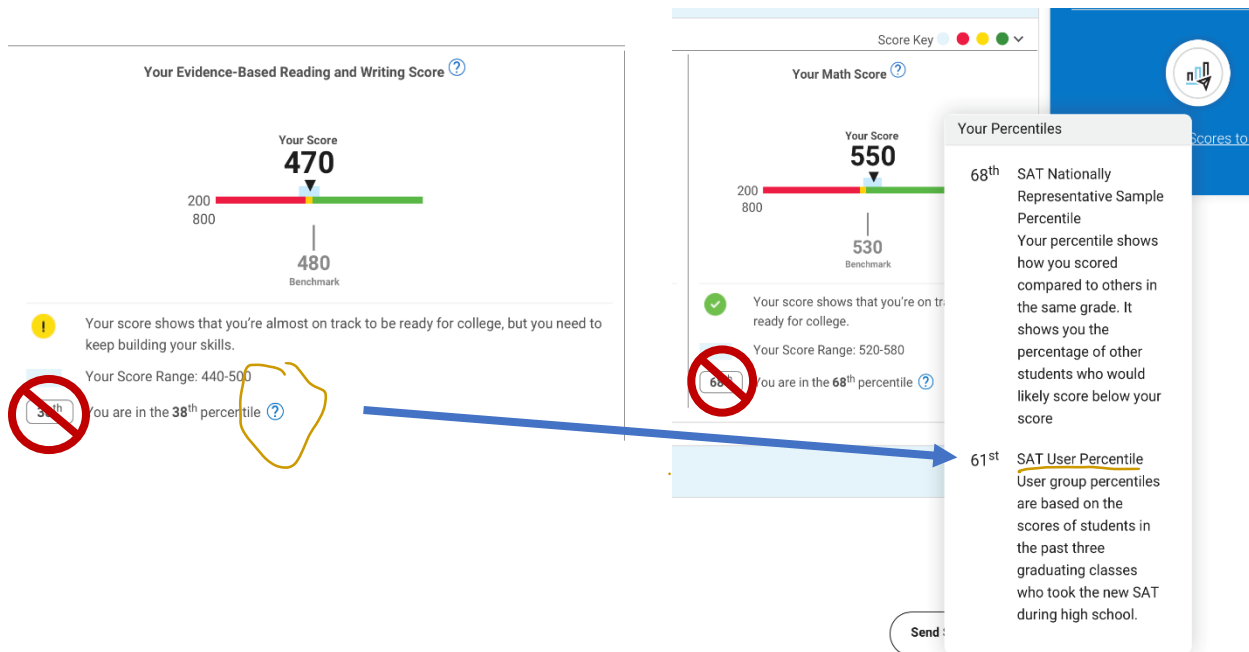 Your Evidence-Based Reading and Writing Score ?
Your Score
470
200
800
480
Benchmark
! Your score shows that you're almost on track to be ready for college, but you need to
keep building your skills.
Your Score Range: 440-500
You are in the 38th percentile ?
Score Key
Your Math Score ?
Your Score
550
200
800
530
Benchmark
Your score shows that you're on
ready for college.
Your Score Range: 520-580
68th You are in the 68th percentile ?
Send
Scores to
Your Percentiles
68th SAT Nationally
Representative Sample
Percentile
Your percentile shows
how you scored
compared to others in
the same grade. It
shows you the
percentage of other
students who would
likely score below your
score
61st SAT User Percentile
User group percentiles
are based on the
scores of students in
the past three
graduating classes
who took the new SAT
during high school.